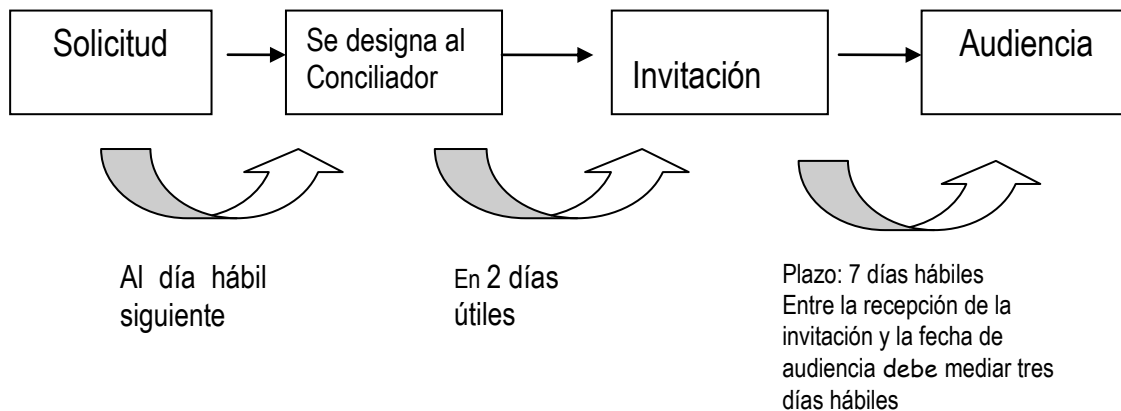 Solicitud
Se designa al
Conciliador
Invitación
Audiencia
Al día hábil
siguiente
En 2 días
útiles
Plazo: 7 días hábiles
Entre la recepción de la
invitación y la fecha de
audiencia debe mediar tres
días hábiles